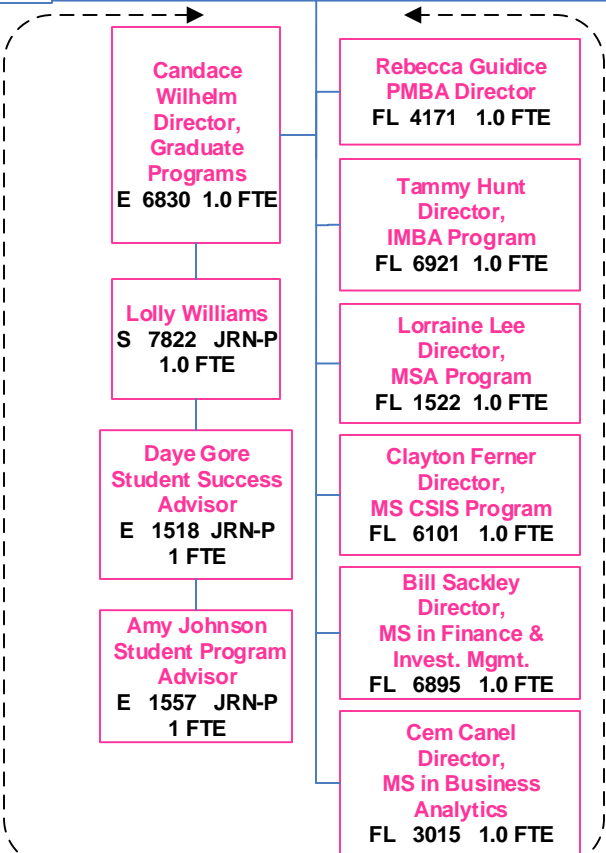 Candace
Wilhelm
Director,
Graduate
Programs
E 6830 1.0 FTE
Lolly Williams
S 7822 JRN-P
1.0 FTE
Daye Gore
Student Success
Advisor
E 1518 JRN-P
1 FTE
Amy Johnson
Student Program
Advisor
E 1557 JRN-P
1 FTE
Rebecca Guidice
PMBA Director
FL 4171 1.0 FTE
Tammy Hunt
Director,
IMBA Program
FL 6921 1.0 FTE
Lorraine Lee
Director,
MSA Program
FL 1522 1.0 FTE
Clayton Ferner
Director,
MS CSIS Program
FL 6101 1.0 FTE
Bill Sackley
Director,
MS in Finance &
Invest. Mgmt.
FL 6895 1.0 FTE
Cem Canel
Director,
MS in Business
Analytics
FL 3015 1.0 FTE